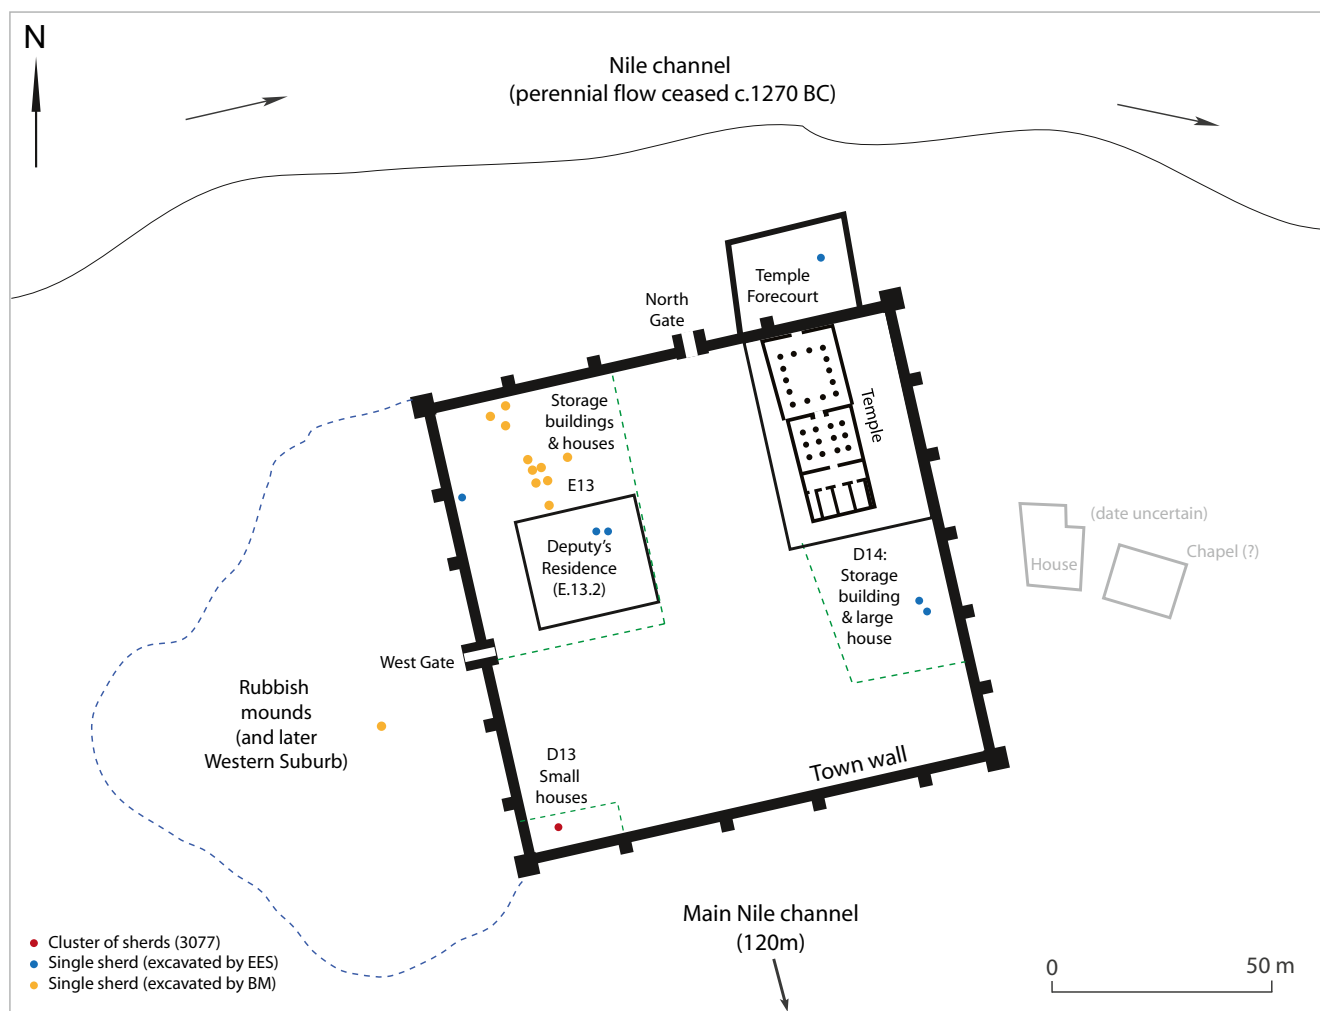 N
Nile channel
(perennial flow ceased c.1270 BC)
Temple
Forecourt
North
Gate
Storage
buildings
& houses
Temple
E13
(date uncertain)
House
Chapel (?)
Deputy's
Residence
(E.13.2)
D14:
Storage
building
& large
house
West Gate
Rubbish
mounds
(and later
Western Suburb)
D13
Small
houses
Town wall
Main Nile channel
(120m)
Cluster of sherds (3077)
Single sherd (excavated by EES)
Single sherd (excavated by BM)
0 50 m